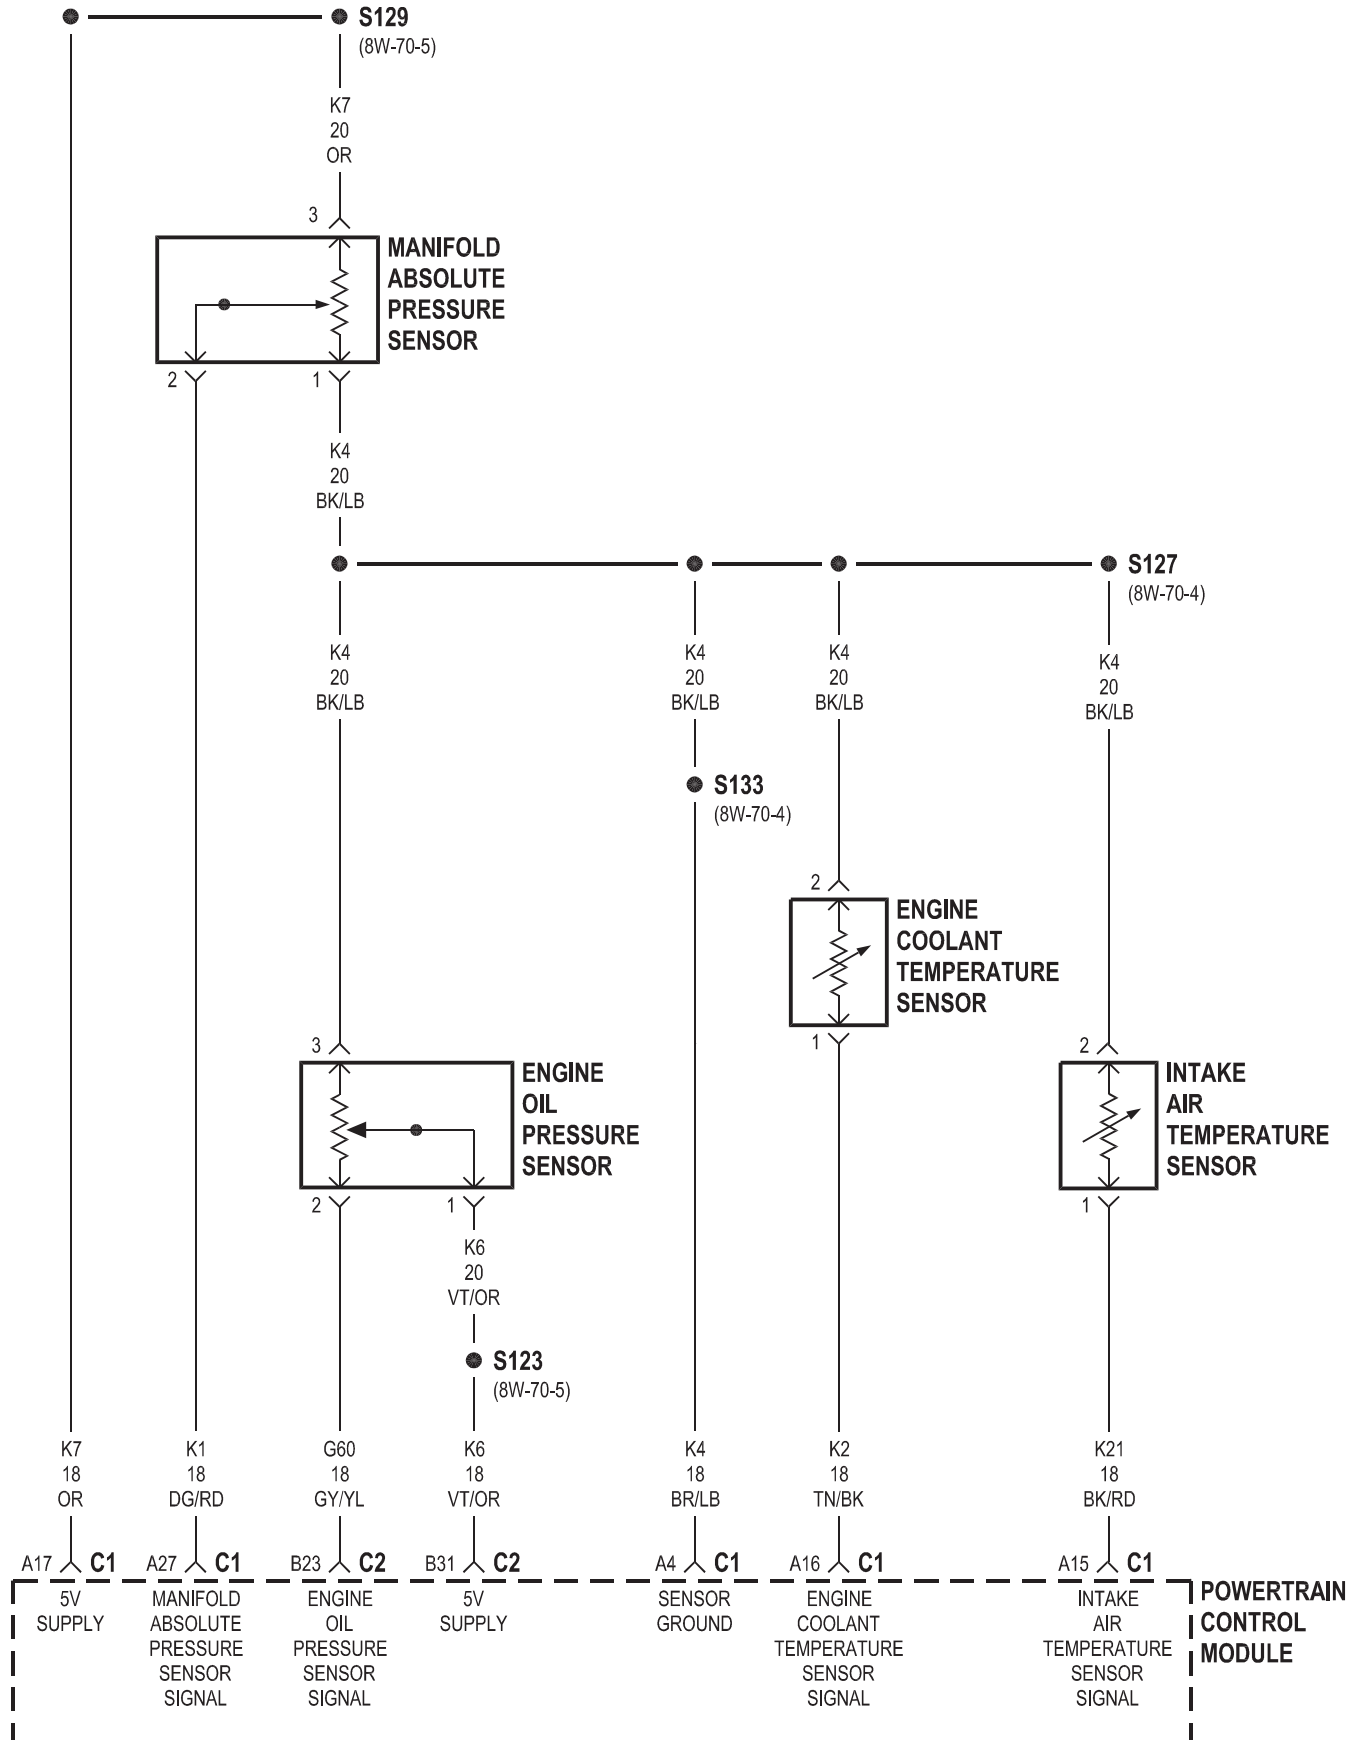 S129
(8W-70-5)
K7
20
OR
3
MANIFOLD
ABSOLUTE
PRESSURE
SENSOR
2
1
K4
20
BK/LB
S127
(8W-70-4)
K4
20
BK/LB
K4
20
BK/LB
K4
20
BK/LB
K4
20
BK/LB
S133
(8W-70-4)
2
ENGINE
COOLANT
TEMPERATURE
SENSOR
1
3
ENGINE
OIL
PRESSURE
SENSOR
2
1
2
INTAKE
AIR
TEMPERATURE
SENSOR
1
K6
20
VT/OR
S123
(8W-70-5)
K7
18
OR
K1
18
DG/RD
G60
18
GY/YL
K6
18
VT/OR
K4
18
BR/LB
K2
18
TN/BK
K21
18
BK/RD
A17 C1
A27 C1
B23 C2
B31 C2
A4 C1
A16 C1
A15 C1
5V
SUPPLY
MANIFOLD
ABSOLUTE
PRESSURE
SENSOR
SIGNAL
ENGINE
OIL
PRESSURE
SENSOR
SIGNAL
5V
SUPPLY
SENSOR
GROUND
ENGINE
COOLANT
TEMPERATURE
SENSOR
SIGNAL
INTAKE
AIR
TEMPERATURE
SENSOR
SIGNAL
POWERTRAIN
CONTROL
MODULE